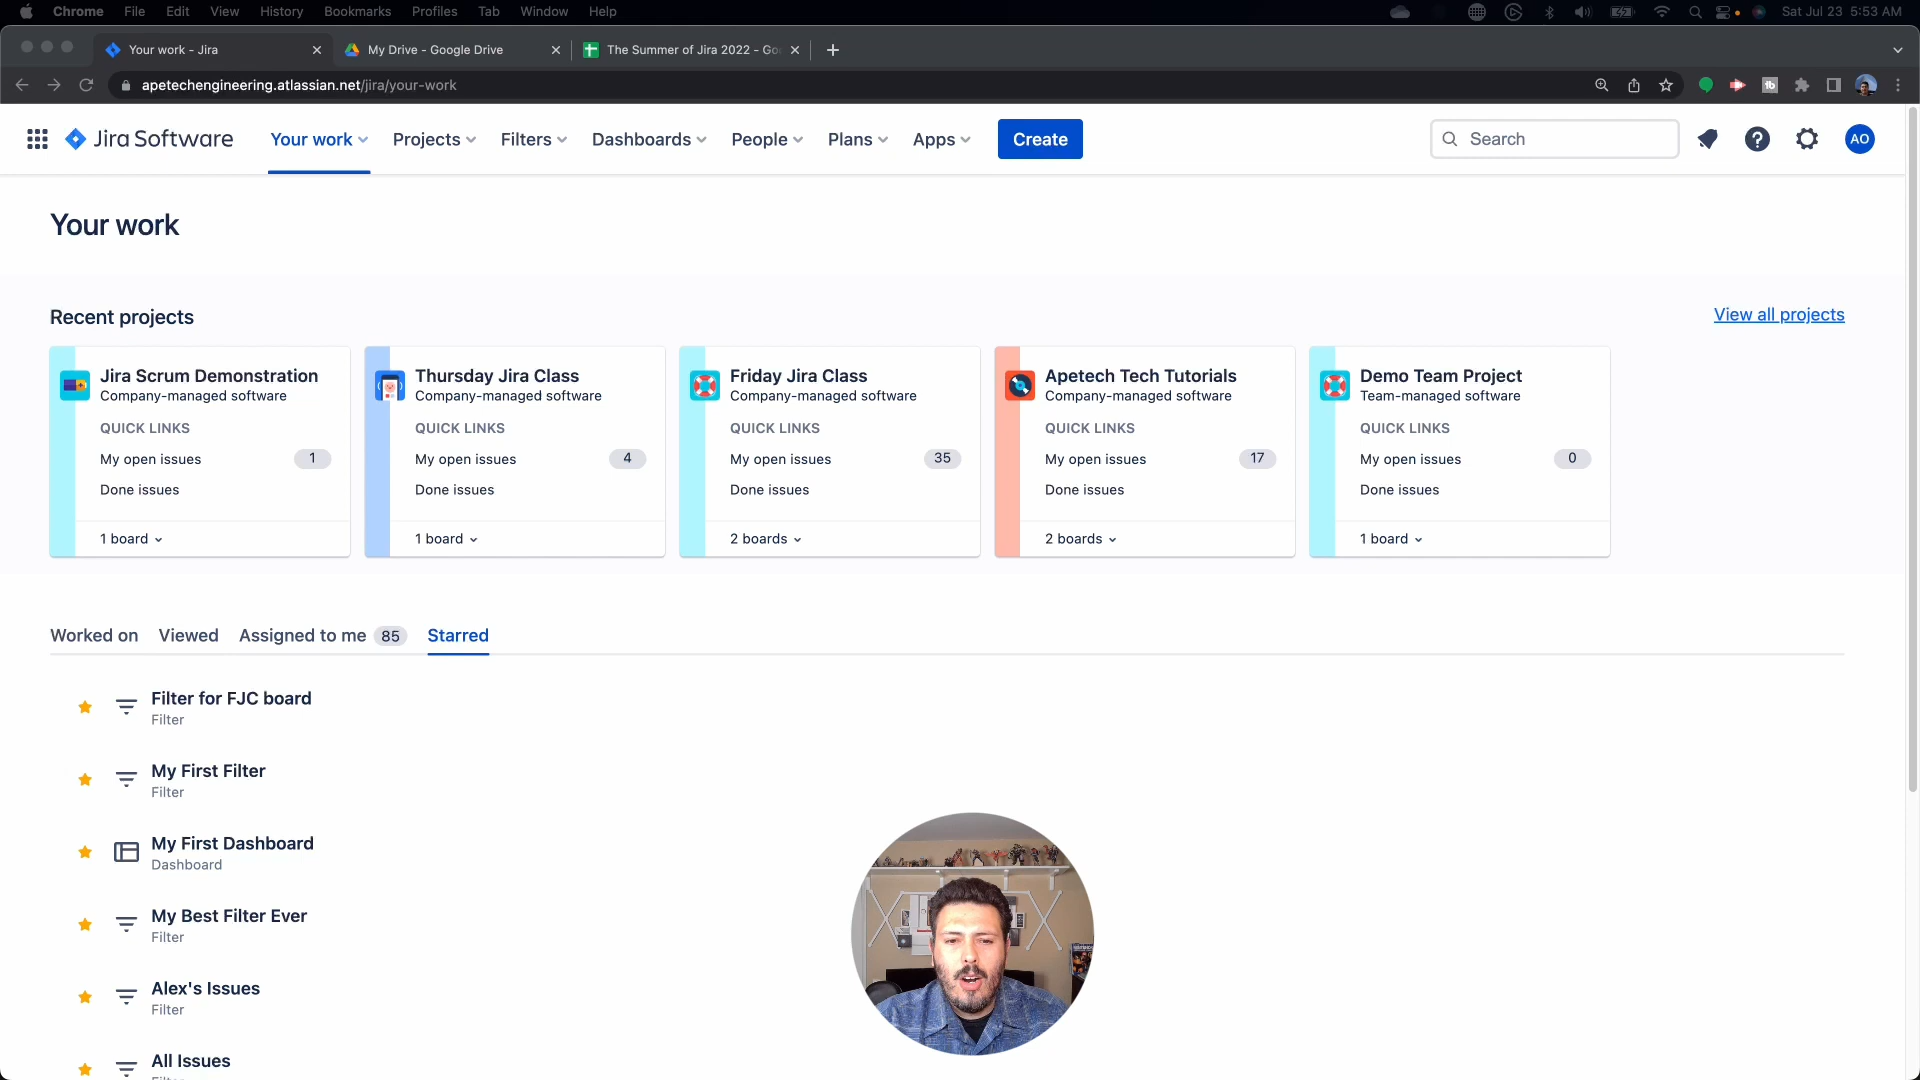 Chrome File Edit View History Bookmarks Profiles Tab Window Help Sat Jul 23 5:53 AM
Your work - Jira My Drive - Google Drive The Summer of Jira 2022 - Go
apetechengineering.atlassian.net/jira/your-work
Jira Software Your work Projects Filters Dashboards People Plans Apps Create Search AO
Your work
Recent projects View all projects
Jira Scrum Demonstration Thursday Jira Class Friday Jira Class Apetech Tech Tutorials Demo Team Project
Company-managed software Company-managed software Company-managed software Company-managed software Team-managed software
QUICK LINKS QUICK LINKS QUICK LINKS QUICK LINKS QUICK LINKS
My open issues 1 My open issues 4 My open issues 35 My open issues 17 My open issues 0
Done issues Done issues Done issues Done issues Done issues
1 board 1 board 2 boards 2 boards 1 board
Worked on Viewed Assigned to me 85 Starred
Filter for FJC board
Filter
My First Filter
Filter
My First Dashboard
Dashboard
My Best Filter Ever
Filter
Alex's Issues
Filter
All Issues